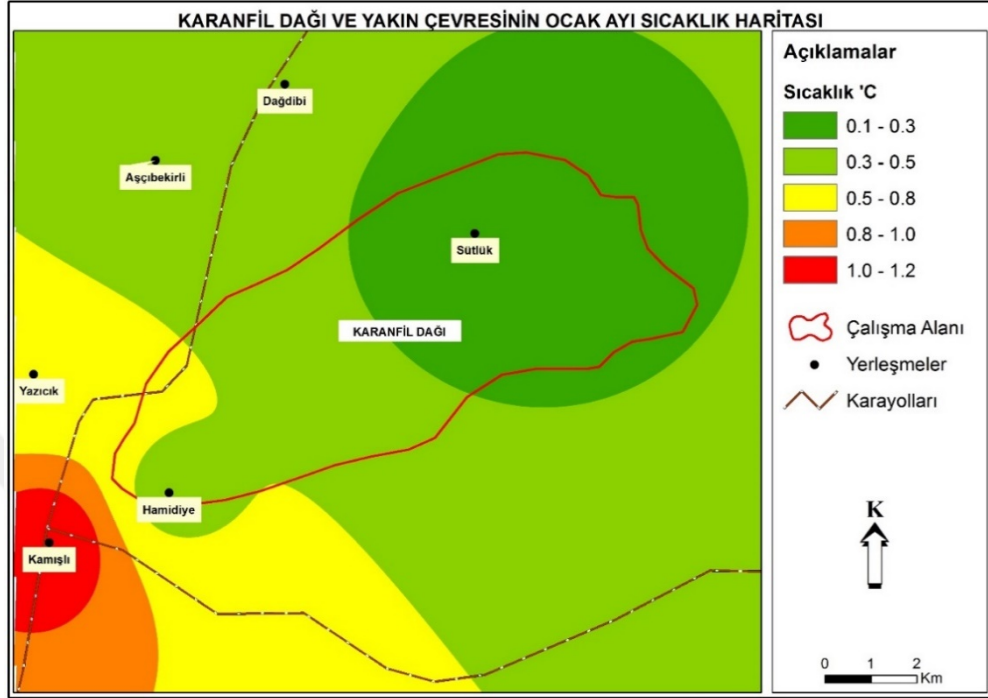 KARANFİL DAĞI VE YAKIN ÇEVRESİNİN OCAK AYI SICAKLIK HARİTASI
Dağdibi
Aşçıbekirli
Sütlük
KARANFİL DAĞI
Yazıcık
Hamidiye
Kamışlı
Açıklamalar
Sıcaklık 'C
0.1 - 0.3
0.3 - 0.5
0.5 - 0.8
0.8 - 1.0
1.0 - 1.2
Çalışma Alanı
Yerleşmeler
Karayolları
K
0 1 2
Km